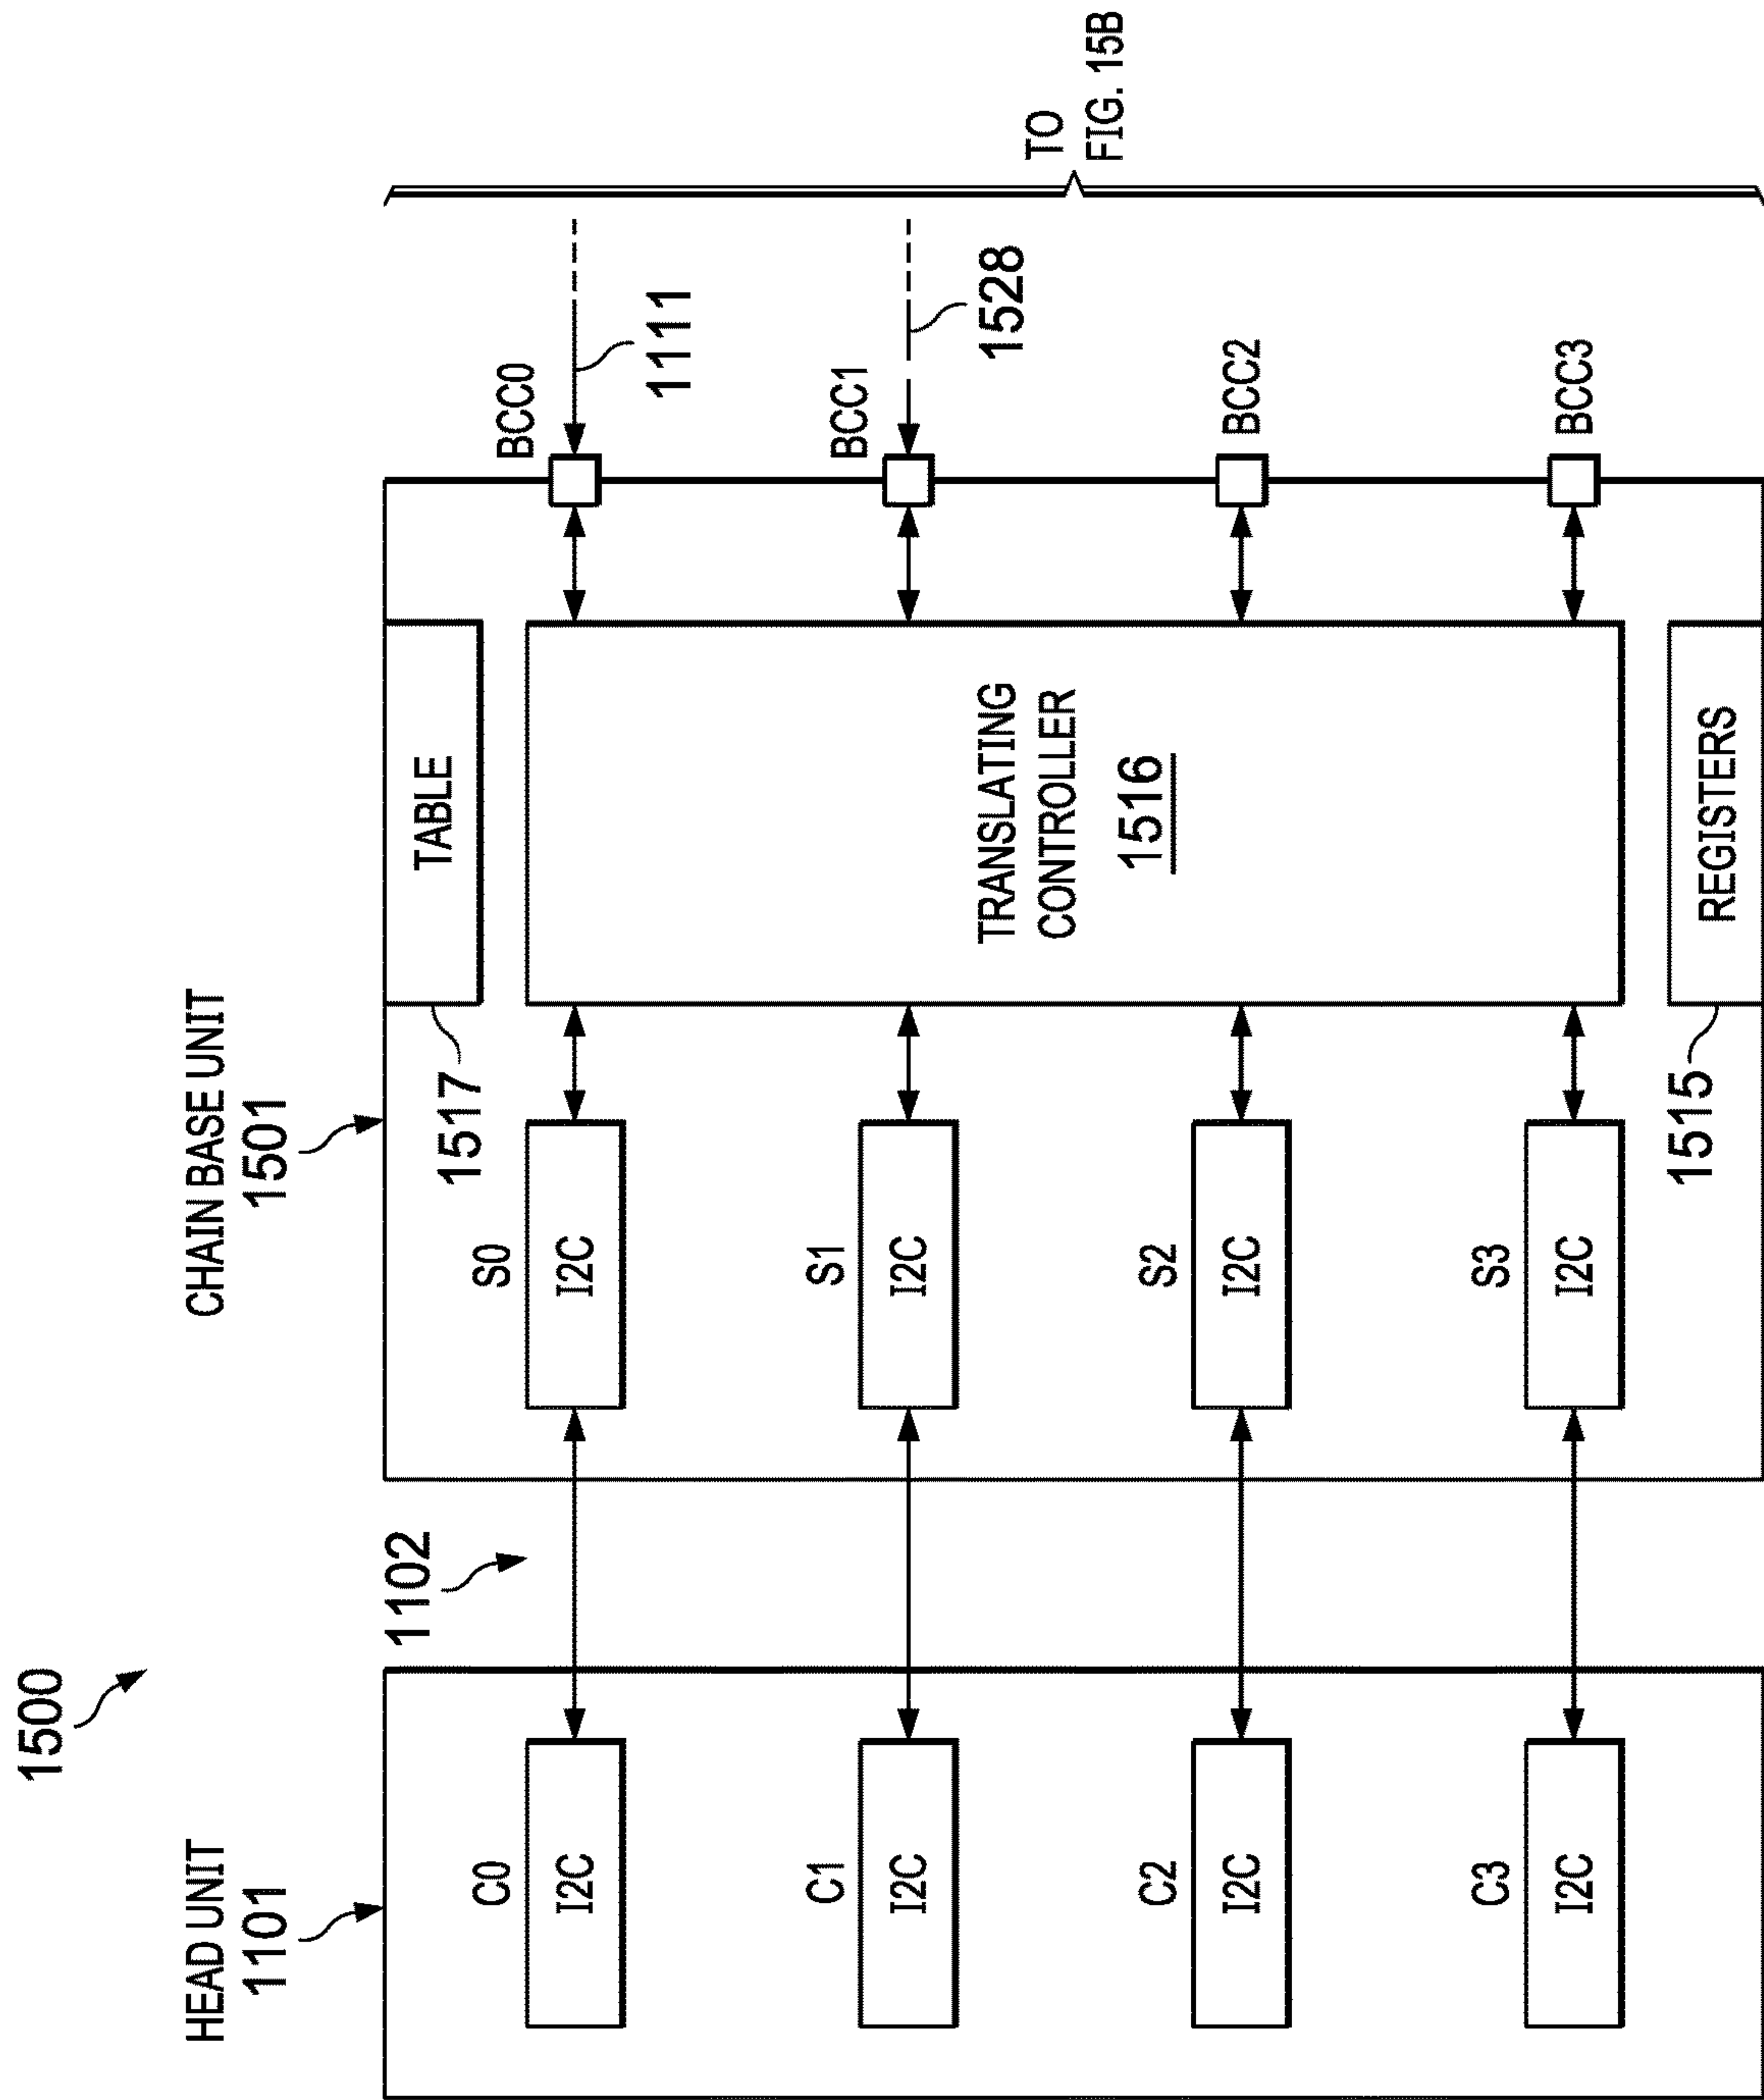 1500
HEAD UNIT
1101
CHAIN BASE UNIT
1501
1102
C0
I2C
C1
I2C
C2
I2C
C3
I2C
S0
I2C
S1
I2C
S2
I2C
S3
I2C
1517
TABLE
TRANSLATING
CONTROLLER
1516
1515
REGISTERS
BCC0
1111
BCC1
1528
BCC2
BCC3
TO
FIG. 15B